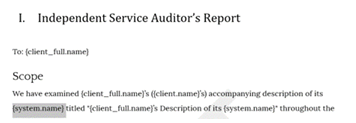 I. Independent Service Auditor's Report
To: {client_full.name}
Scope
We have examined {client_full.name}'s ({client.name}'s) accompanying description of its
{system.name} titled "{client_full.name}'s Description of its {system.name}" throughout the